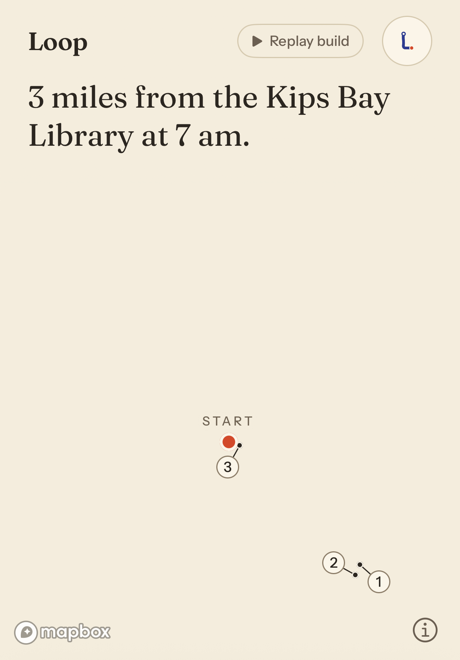 Loop
Replay build
L.
3 miles from the Kips Bay
Library at 7 am.
START
3
2
1
mapbox
i